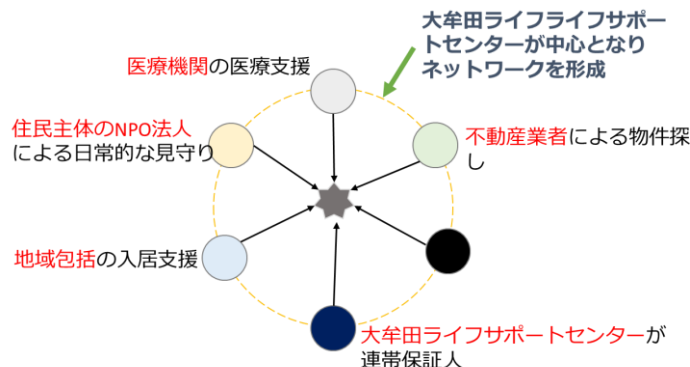 大牟田ライフライフサポー
トセンターが中心となり
ネットワークを形成
医療機関の医療支援
住民主体のNPO法人
による日常的な見守り
不動産業者による物件探
し
地域包括の入居支援
大牟田ライフサポートセンターが
連帯保証人